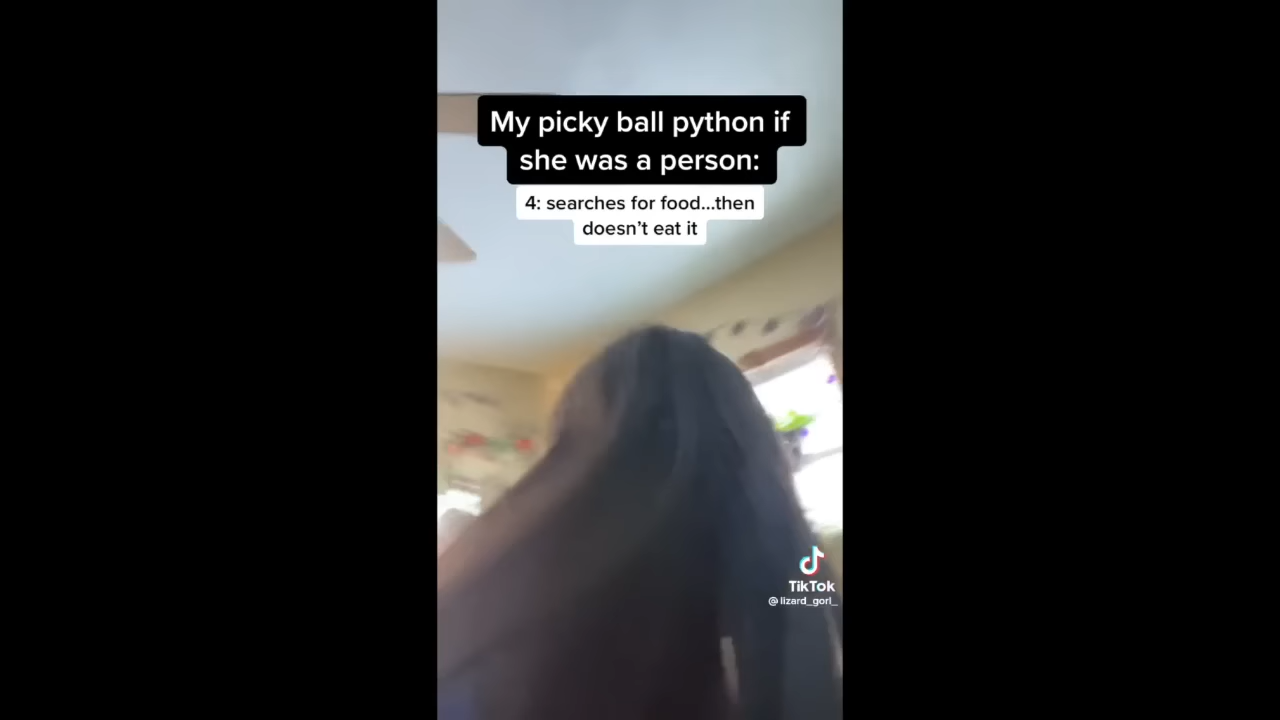 My picky ball python if
she was a person:
4: searches for food...then
doesn't eat it
TikTok
@lizard_gorl_